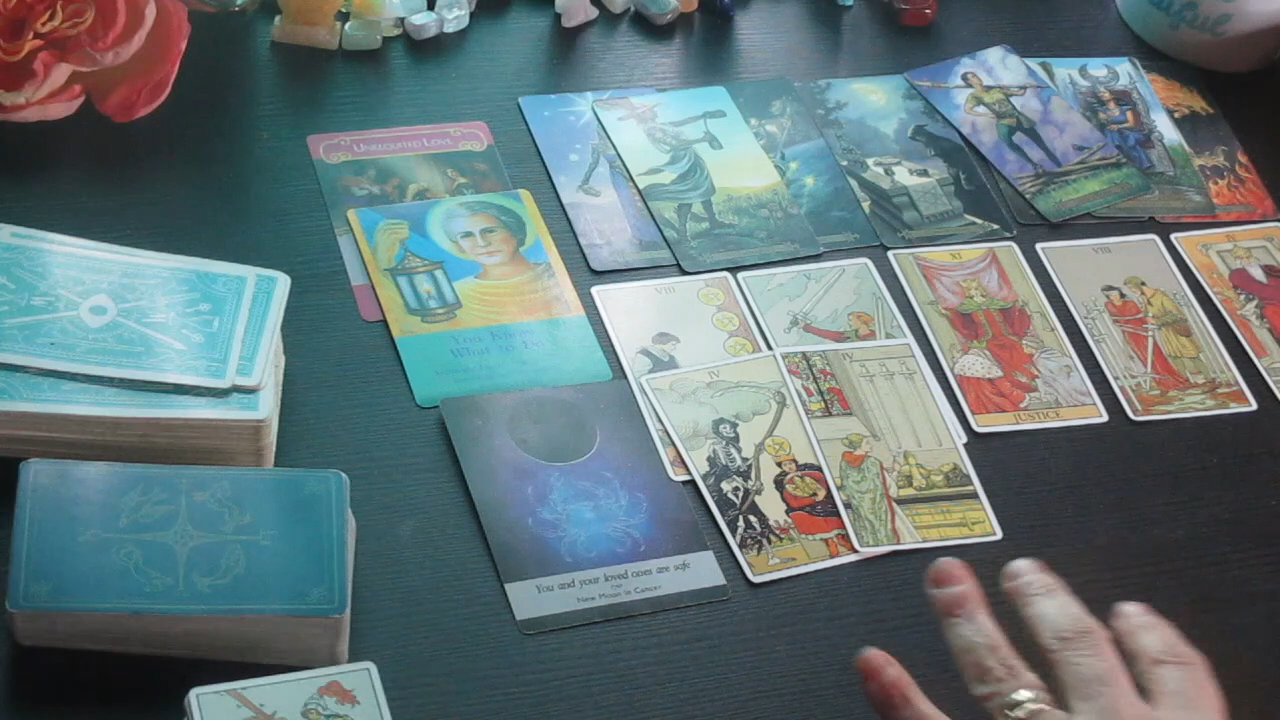 UNREQUITED LOVE
You Know
What to Do
VIII
XI
JUSTICE
VIII
IV
IV
You and your loved ones are safe
New Moon in Cancer